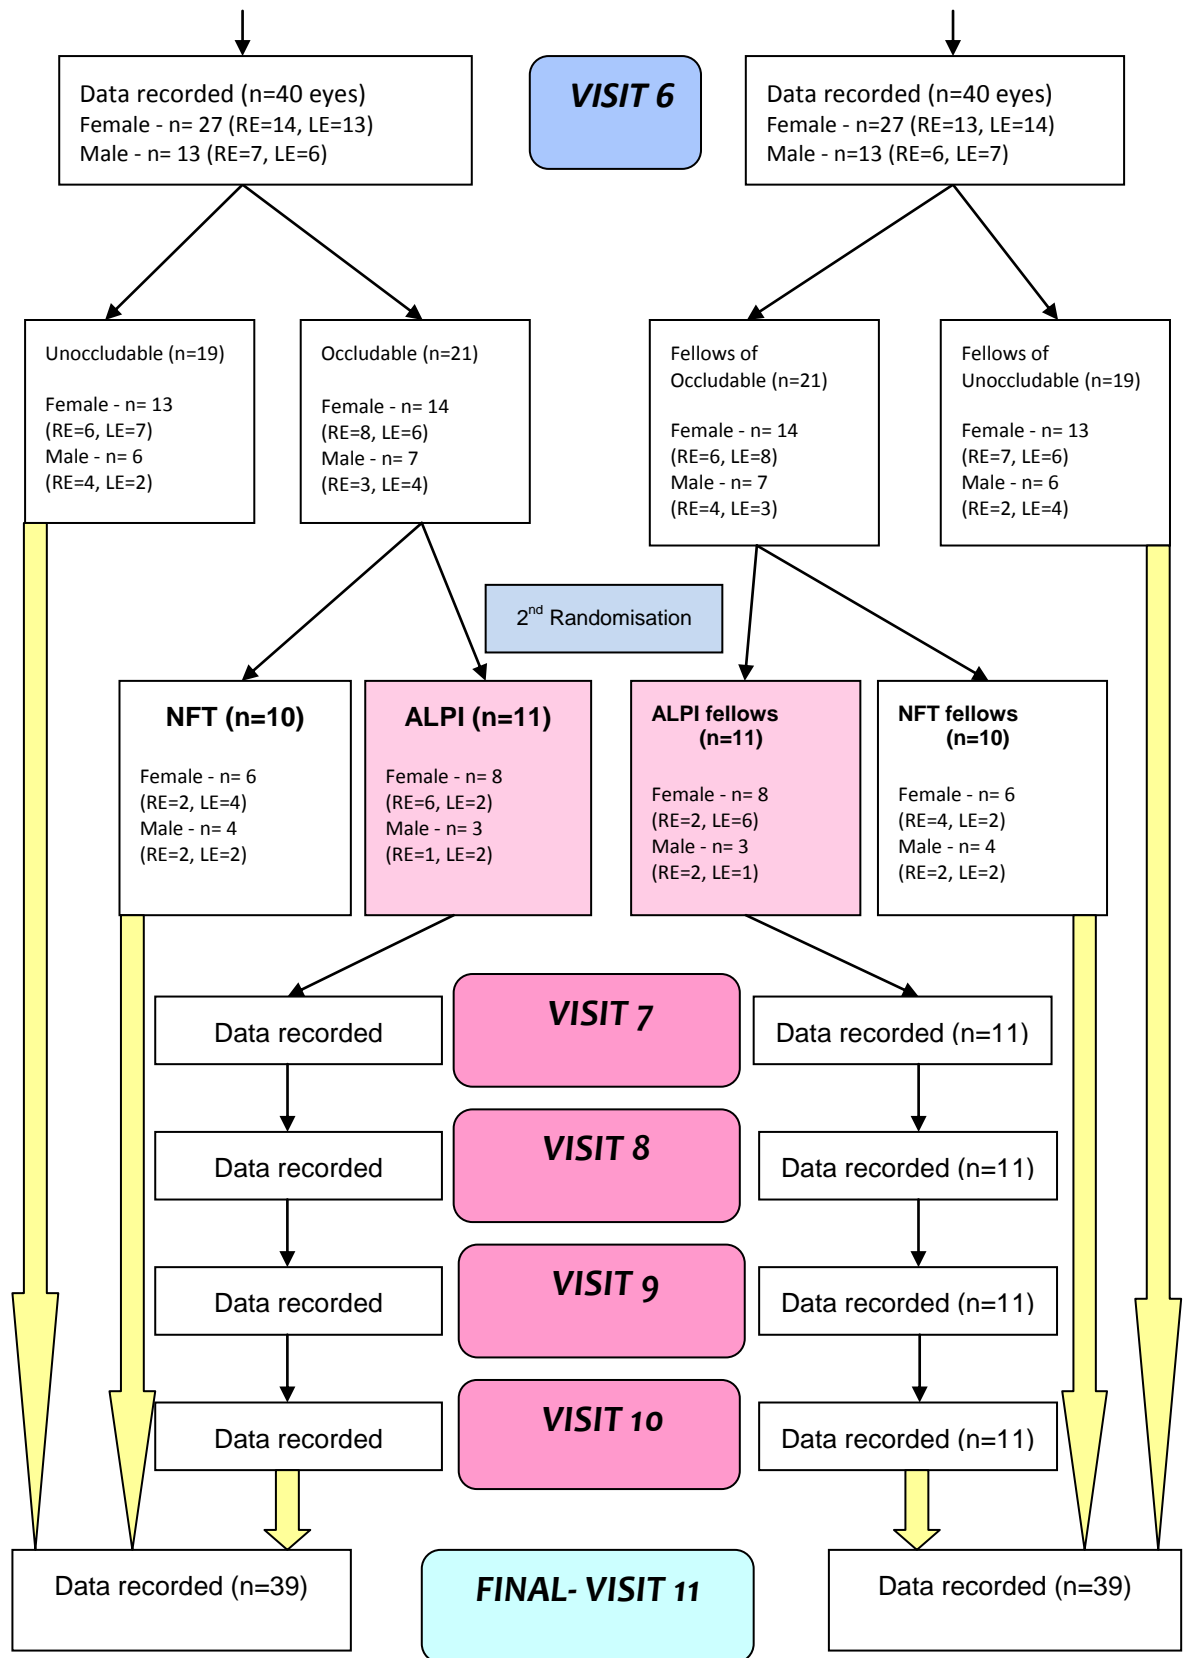 Data recorded (n=40 eyes)
Female - n= 27 (RE=14, LE=13)
Male - n= 13 (RE=7, LE=6)
VISIT 6
Data recorded (n=40 eyes)
Female - n=27 (RE=13, LE=14)
Male - n=13 (RE=6, LE=7)
Unoccludable (n=19)
Female - n= 13
(RE=6, LE=7)
Male - n= 6
(RE=4, LE=2)
Occludable (n=21)
Female - n= 14
(RE=8, LE=6)
Male - n= 7
(RE=3, LE=4)
Fellows of
Occludable (n=21)
Female - n= 14
(RE=6, LE=8)
Male - n= 7
(RE=4, LE=3)
Fellows of
Unoccludable (n=19)
Female - n= 13
(RE=7, LE=6)
Male - n= 6
(RE=2, LE=4)
2nd Randomisation
NFT (n=10)
Female - n= 6
(RE=2, LE=4)
Male - n= 4
(RE=2, LE=2)
ALPI (n=11)
Female - n= 8
(RE=6, LE=2)
Male - n= 3
(RE=1, LE=2)
ALPI fellows
(n=11)
Female - n= 8
(RE=2, LE=6)
Male - n= 3
(RE=2, LE=1)
NFT fellows
(n=10)
Female - n= 6
(RE=4, LE=2)
Male - n= 4
(RE=2, LE=2)
Data recorded
VISIT 7
Data recorded (n=11)
Data recorded
VISIT 8
Data recorded (n=11)
Data recorded
VISIT 9
Data recorded (n=11)
Data recorded
VISIT 10
Data recorded (n=11)
Data recorded (n=39)
FINAL- VISIT 11
Data recorded (n=39)